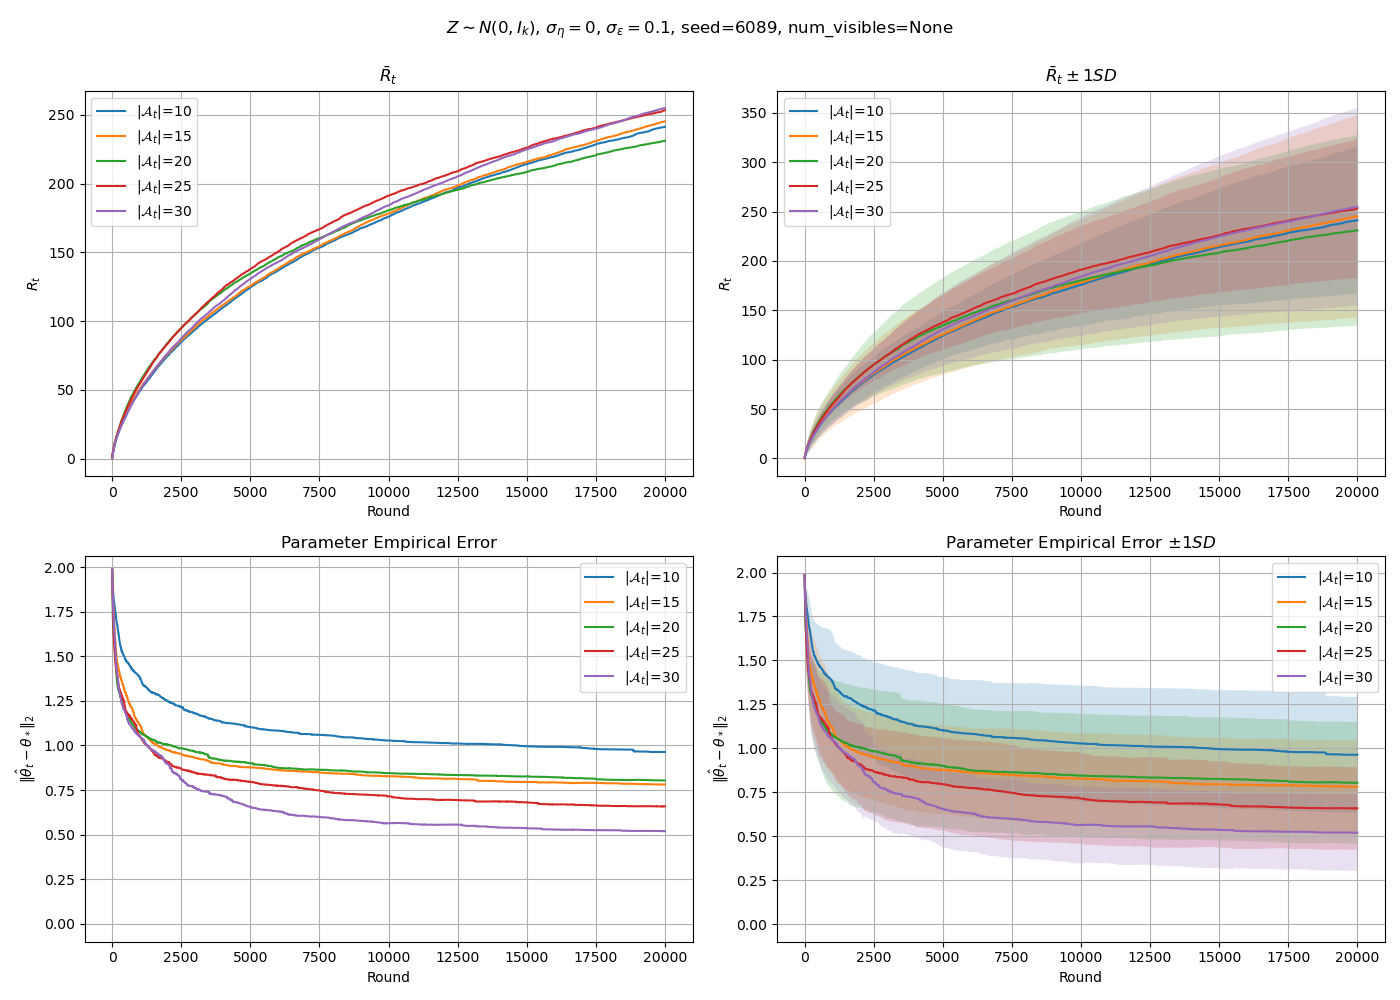 Z ∼ N(0, I_k), σ_η = 0, σ_ε = 0.1, seed=6089, num_visibles=None
R̄_t
R_t
250
200
150
100
50
0
|𝒜_t|=10
|𝒜_t|=15
|𝒜_t|=20
|𝒜_t|=25
|𝒜_t|=30
0 2500 5000 7500 10000 12500 15000 17500 20000
Round
R̄_t ± 1SD
R_t
350
300
250
200
150
100
50
0
|𝒜_t|=10
|𝒜_t|=15
|𝒜_t|=20
|𝒜_t|=25
|𝒜_t|=30
0 2500 5000 7500 10000 12500 15000 17500 20000
Round
Parameter Empirical Error
‖θ̂_t − θ_*‖_2
2.00
1.75
1.50
1.25
1.00
0.75
0.50
0.25
0.00
|𝒜_t|=10
|𝒜_t|=15
|𝒜_t|=20
|𝒜_t|=25
|𝒜_t|=30
0 2500 5000 7500 10000 12500 15000 17500 20000
Round
Parameter Empirical Error ±1SD
‖θ̂_t − θ_*‖_2
2.00
1.75
1.50
1.25
1.00
0.75
0.50
0.25
0.00
|𝒜_t|=10
|𝒜_t|=15
|𝒜_t|=20
|𝒜_t|=25
|𝒜_t|=30
0 2500 5000 7500 10000 12500 15000 17500 20000
Round